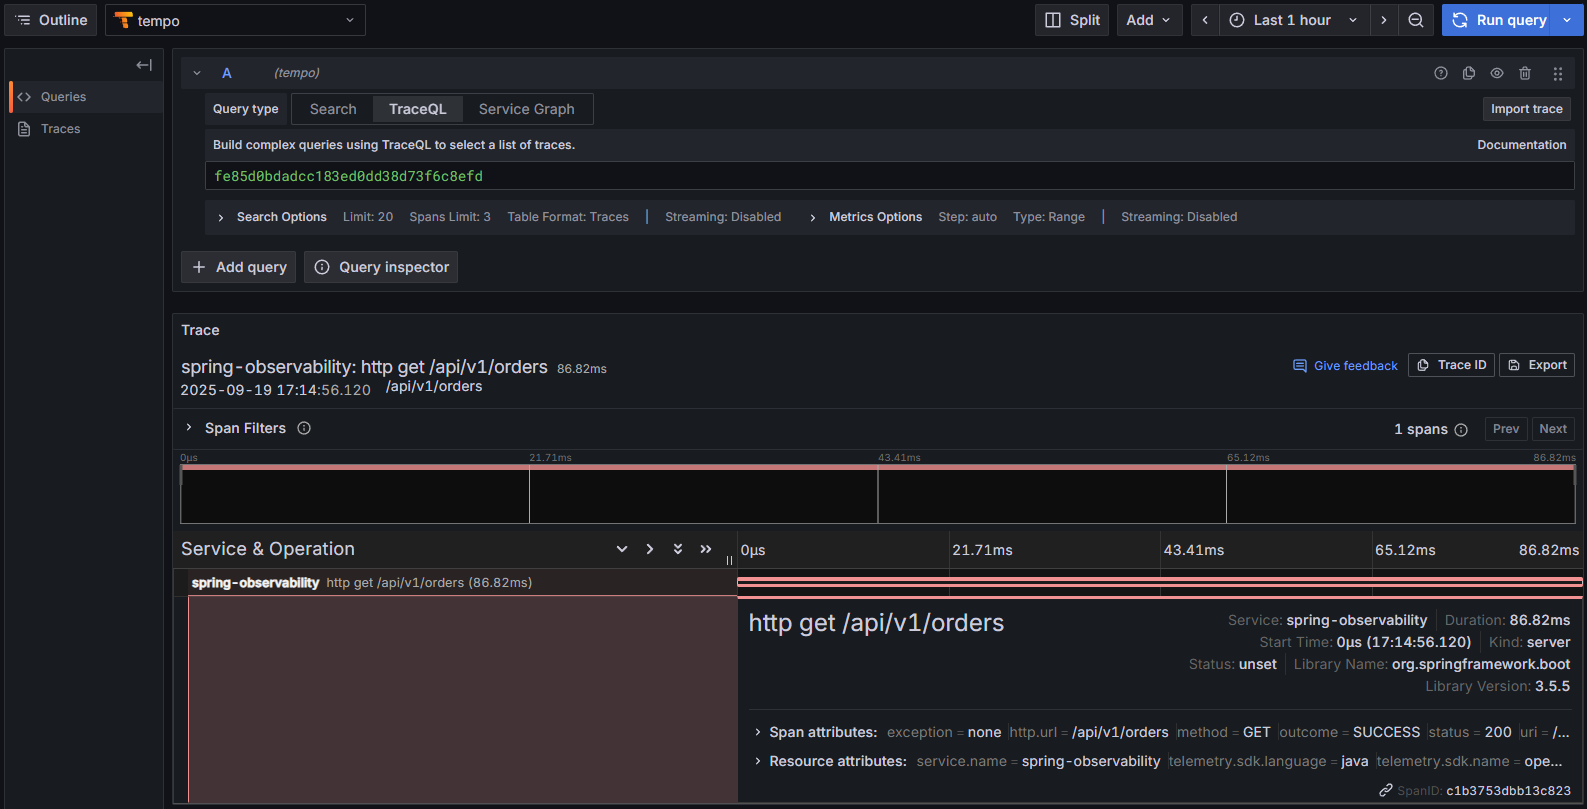 Outline
tempo
Split
Add
Last 1 hour
Run query
Queries
Traces
A (tempo)
Query type Search TraceQL Service Graph
Import trace
Build complex queries using TraceQL to select a list of traces.
Documentation
fe85d0bdadcc183ed0dd38d73f6c8efd
Search Options Limit: 20 Spans Limit: 3 Table Format: Traces | Streaming: Disabled Metrics Options Step: auto Type: Range | Streaming: Disabled
Add query
Query inspector
Trace
spring-observability: http get /api/v1/orders 86.82ms
2025-09-19 17:14:56.120 /api/v1/orders
Give feedback
Trace ID
Export
Span Filters
1 spans
Prev
Next
0μs 21.71ms 43.41ms 65.12ms 86.82ms
Service & Operation
0μs 21.71ms 43.41ms 65.12ms 86.82ms
spring-observability http get /api/v1/orders (86.82ms)
http get /api/v1/orders
Service: spring-observability Duration: 86.82ms
Start Time: 0μs (17:14:56.120) Kind: server
Status: unset Library Name: org.springframework.boot
Library Version: 3.5.5
Span attributes: exception = none http.url = /api/v1/orders method = GET outcome = SUCCESS status = 200 uri = /...
Resource attributes: service.name = spring-observability telemetry.sdk.language = java telemetry.sdk.name = ope...
SpanID: c1b3753dbb13c823